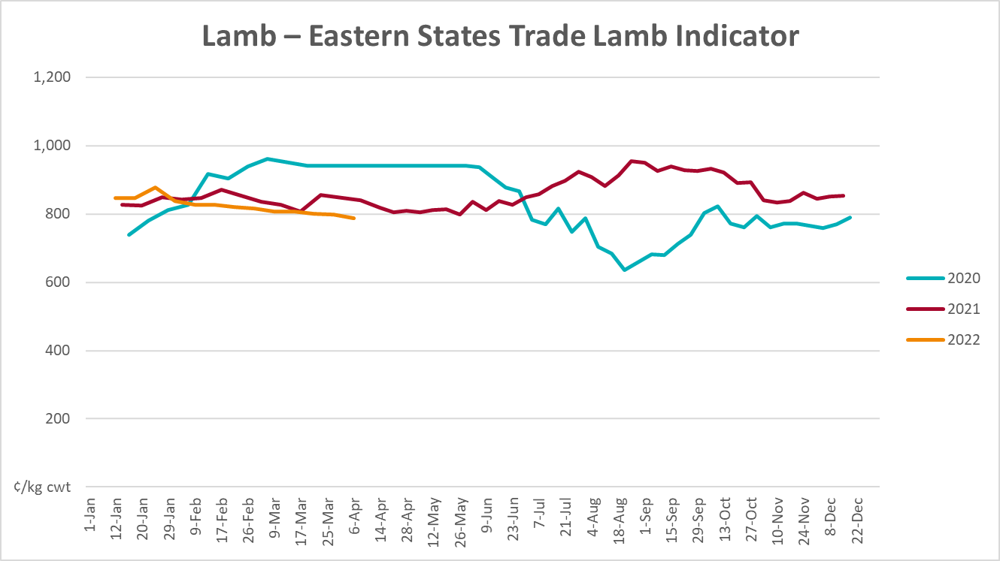 Lamb – Eastern States Trade Lamb Indicator
1,200
1,000
800
600
400
200
¢/kg cwt
1-Jan
12-Jan
20-Jan
29-Jan
9-Feb
17-Feb
26-Feb
9-Mar
17-Mar
25-Mar
6-Apr
14-Apr
28-Apr
12-May
26-May
9-Jun
23-Jun
7-Jul
21-Jul
4-Aug
18-Aug
1-Sep
15-Sep
29-Sep
13-Oct
27-Oct
10-Nov
24-Nov
8-Dec
22-Dec
2020
2021
2022